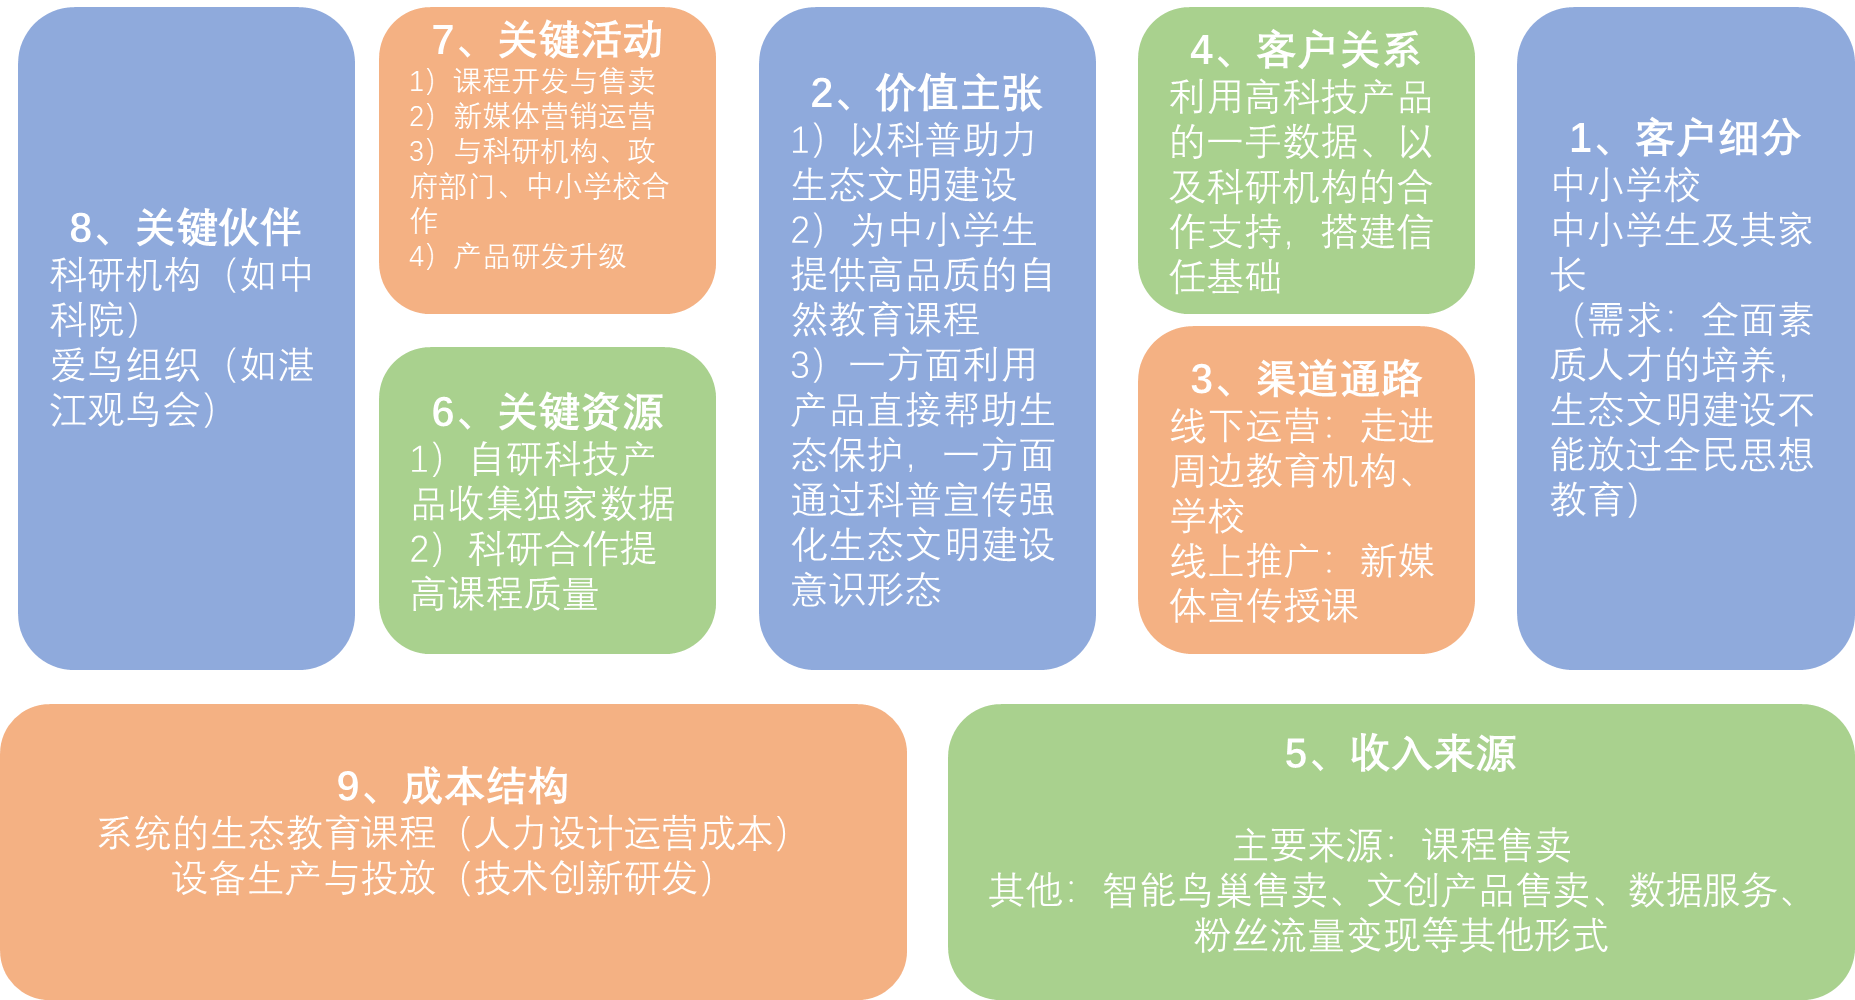 8、关键伙伴
科研机构（如中
科院）
爱鸟组织（如湛
江观鸟会）
7、关键活动
1）课程开发与售卖
2）新媒体营销运营
3）与科研机构、政
府部门、中小学校合
作
4）产品研发升级
6、关键资源
1）自研科技产
品收集独家数据
2）科研合作提
高课程质量
2、价值主张
1）以科普助力
生态文明建设
2）为中小学生
提供高品质的自
然教育课程
3）一方面利用
产品直接帮助生
态保护，一方面
通过科普宣传强
化生态文明建设
意识形态
4、客户关系
利用高科技产品
的一手数据、以
及科研机构的合
作支持，搭建信
任基础
3、渠道通路
线下运营：走进
周边教育机构、
学校
线上推广：新媒
体宣传授课
1、客户细分
中小学校
中小学生及其家
长
（需求：全面素
质人才的培养，
生态文明建设不
能放过全民思想
教育）
9、成本结构
系统的生态教育课程（人力设计运营成本）
设备生产与投放（技术创新研发）
5、收入来源
主要来源：课程售卖
其他：智能鸟巢售卖、文创产品售卖、数据服务、
粉丝流量变现等其他形式